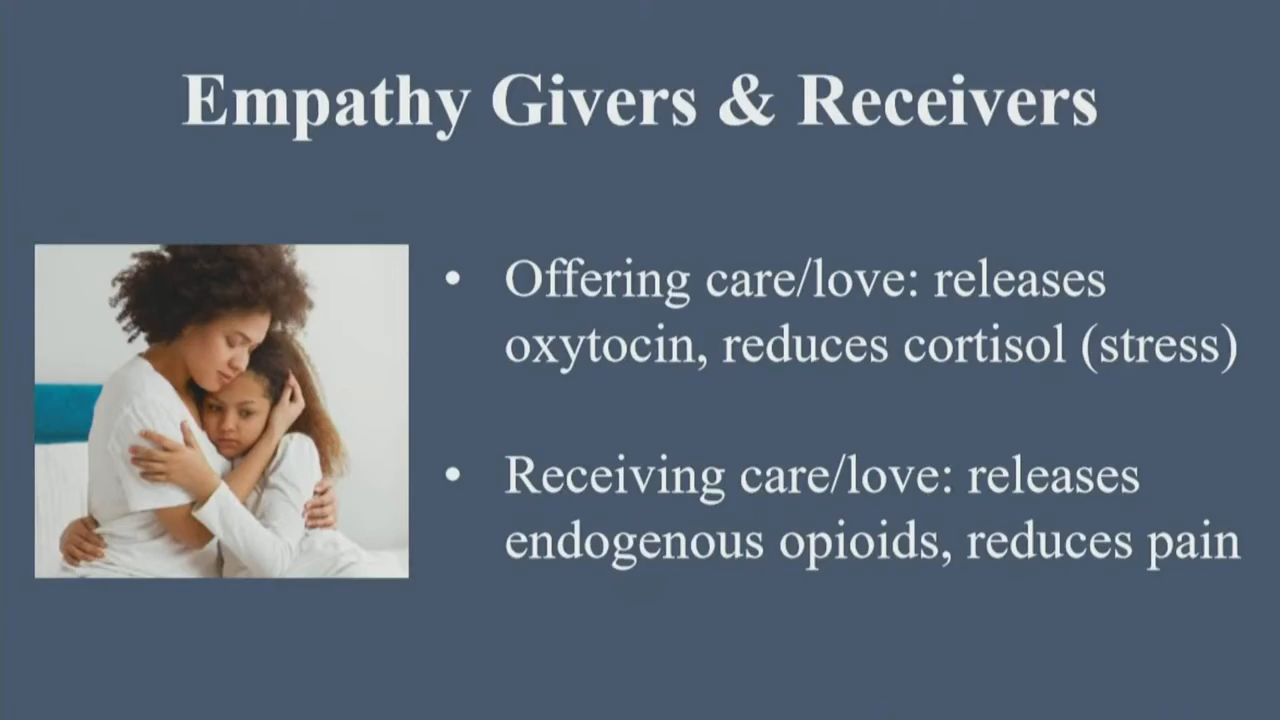 Empathy Givers & Receivers
• Offering care/love: releases
oxytocin, reduces cortisol (stress)
• Receiving care/love: releases
endogenous opioids, reduces pain